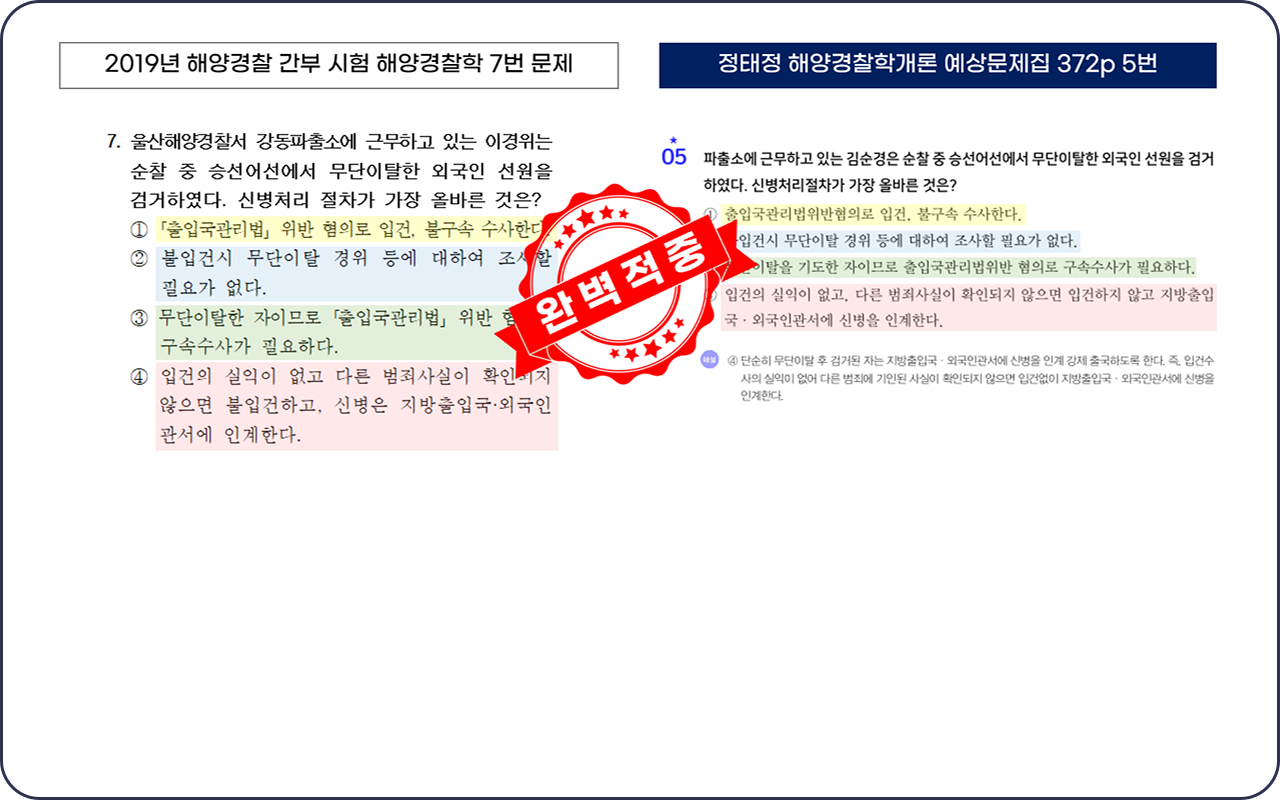 2019년 해양경찰 간부 시험 해양경찰학 7번 문제
7. 울산해양경찰서 강동파출소에 근무하고 있는 이경위는
순찰 중 승선어선에서 무단이탈한 외국인 선원을
검거하였다. 신병처리 절차가 가장 올바른 것은?
① 「출입국관리법」 위반 혐의로 입건, 불구속 수사한다.
② 불입건시 무단이탈 경위 등에 대하여 조사할
필요가 없다.
③ 무단이탈한 자이므로 「출입국관리법」 위반
구속수사가 필요하다.
④ 입건의 실익이 없고 다른 범죄사실이 확인되지
않으면 불입건하고, 신병은 지방출입국·외국인
관서에 인계한다.
완벽적중
정태정 해양경찰학개론 예상문제집 372p 5번
05 파출소에 근무하고 있는 김순경은 순찰 중 승선어선에서 무단이탈한 외국인 선원을 검거
하였다. 신병처리절차가 가장 올바른 것은?
① 출입국관리법위반혐의로 입건, 불구속 수사한다.
입건시 무단이탈 경위 등에 대하여 조사할 필요가 없다.
이탈을 기도한 자이므로 출입국관리법위반 혐의로 구속수사가 필요하다.
입건의 실익이 없고, 다른 범죄사실이 확인되지 않으면 입건하지 않고 지방출입
국·외국인관서에 신병을 인계한다.
해설 ④ 단순히 무단이탈 후 검거된 자는 지방출입국·외국인관서에 신병을 인계 강제 출국하도록 한다. 즉, 입건수
사의 실익이 없어 다른 범죄에 기인된 사실이 확인되지 않으면 입건없이 지방출입국·외국인관서에 신병을
인계한다.